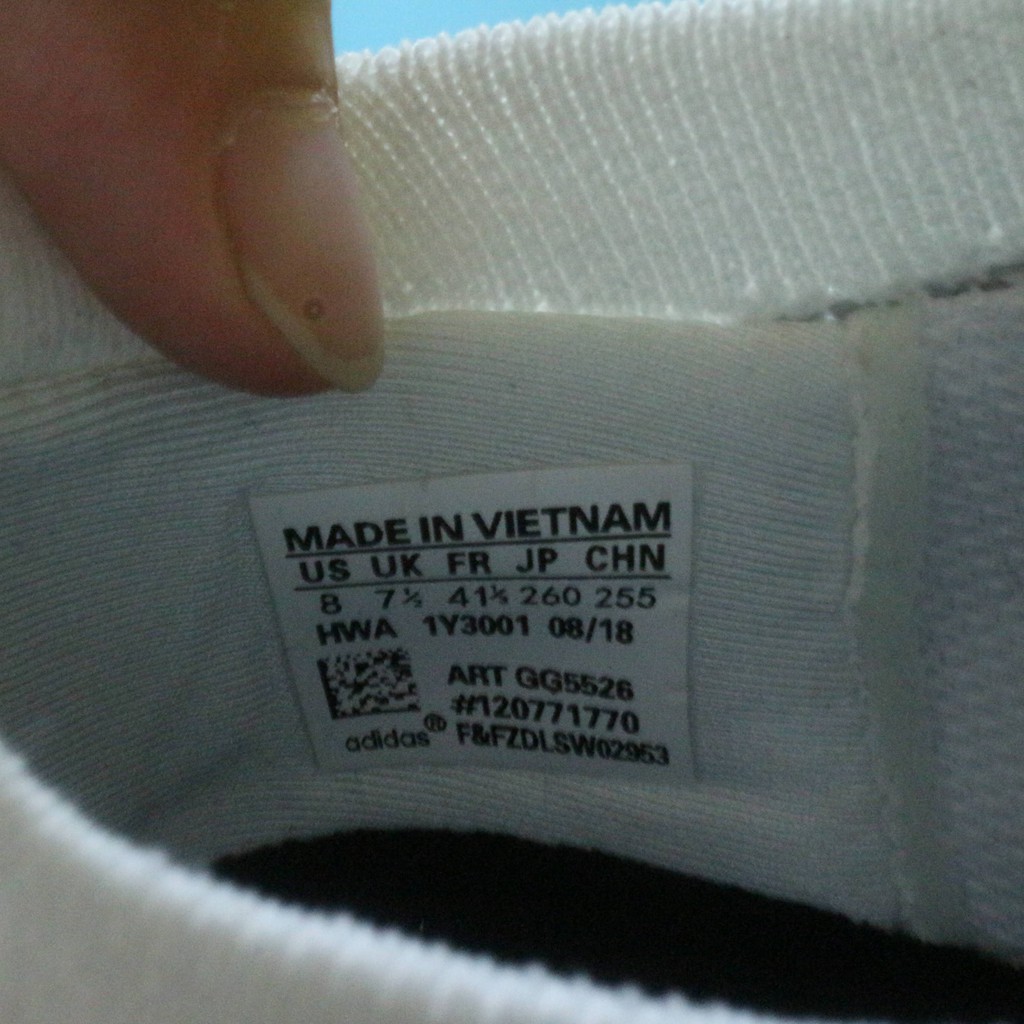 MADE IN VIETNAM
US UK FR JP CHN
8 7½ 41⅓ 260 255
HWA 1Y3001 08/18
ART GG5526
#120771770
adidas® F&FZDLSW02953